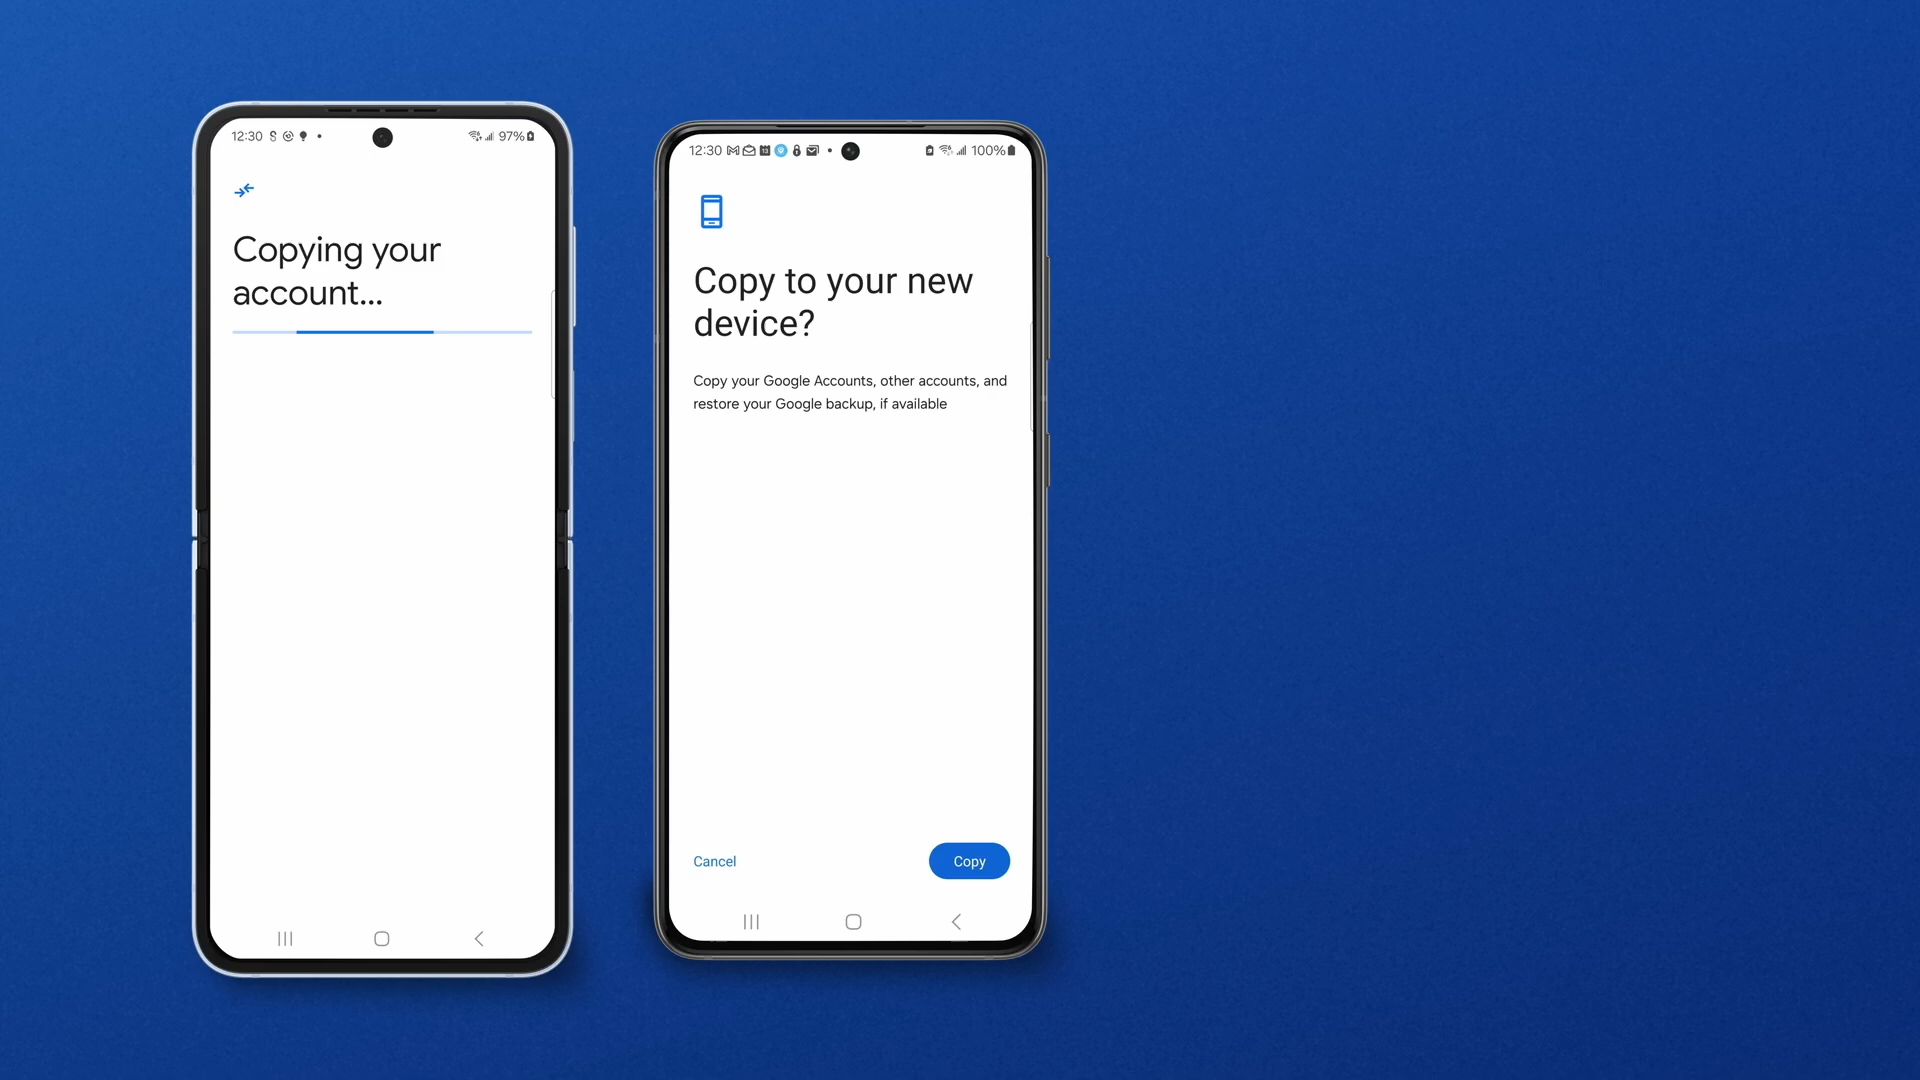 12:30
97%
Copying your
account...
12:30
100%
Copy to your new
device?
Copy your Google Accounts, other accounts, and
restore your Google backup, if available
Cancel
Copy